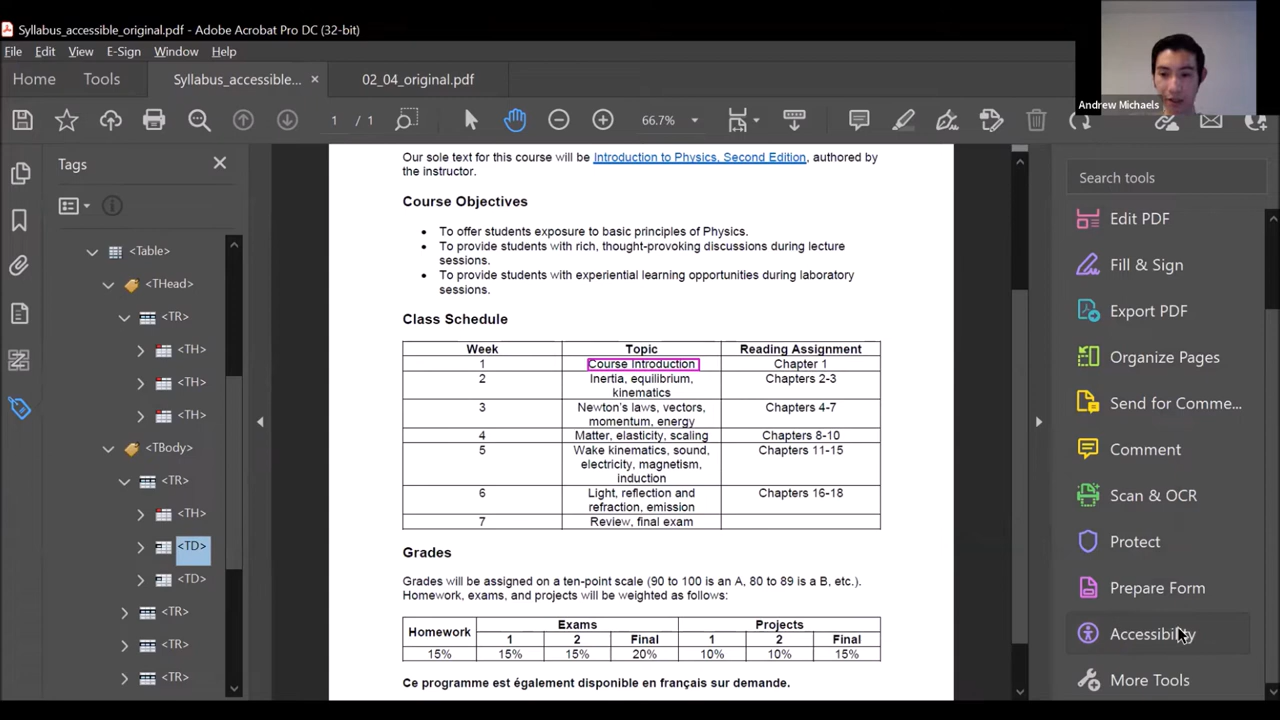 Syllabus_accessible_original.pdf - Adobe Acrobat Pro DC (32-bit)
File Edit View E-Sign Window Help
Home Tools Syllabus_accessible... × 02_04_original.pdf
Andrew Michaels
1 / 1 66.7%
Tags
<Table>
<THead>
<TR>
<TH>
<TH>
<TH>
<TBody>
<TR>
<TH>
<TD>
<TD>
<TR>
<TR>
<TR>
Our sole text for this course will be Introduction to Physics, Second Edition, authored by
the instructor.
Course Objectives
• To offer students exposure to basic principles of Physics.
• To provide students with rich, thought-provoking discussions during lecture
sessions.
• To provide students with experiential learning opportunities during laboratory
sessions.
Class Schedule
Week Topic Reading Assignment
1 Course Introduction Chapter 1
2 Inertia, equilibrium, Chapters 2-3
kinematics
3 Newton's laws, vectors, Chapters 4-7
momentum, energy
4 Matter, elasticity, scaling Chapters 8-10
5 Wake kinematics, sound, Chapters 11-15
electricity, magnetism,
induction
6 Light, reflection and Chapters 16-18
refraction, emission
7 Review, final exam
Grades
Grades will be assigned on a ten-point scale (90 to 100 is an A, 80 to 89 is a B, etc.).
Homework, exams, and projects will be weighted as follows:
Homework Exams Projects
1 2 Final 1 2 Final
15% 15% 15% 20% 10% 10% 15%
Ce programme est également disponible en français sur demande.
Search tools
Edit PDF
Fill & Sign
Export PDF
Organize Pages
Send for Comme...
Comment
Scan & OCR
Protect
Prepare Form
Accessibility
More Tools